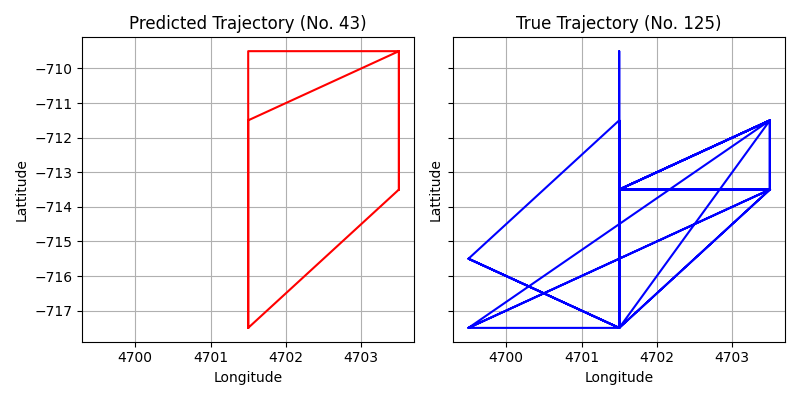 Predicted Trajectory (No. 43)
True Trajectory (No. 125)
−710
−711
−712
−713
−714
−715
−716
−717
Lattitude
Lattitude
4700
4701
4702
4703
4700
4701
4702
4703
Longitude
Longitude